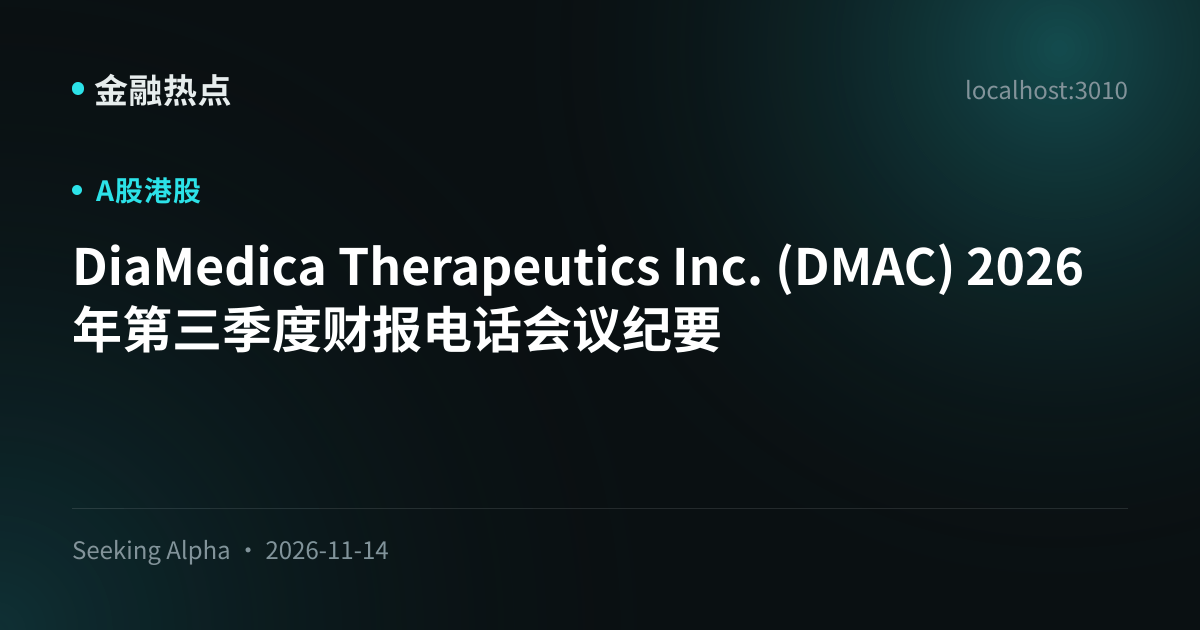 金融热点
localhost:3010
A股港股
DiaMedica Therapeutics Inc. (DMAC) 2026
年第三季度财报电话会议纪要
Seeking Alpha · 2026-11-14